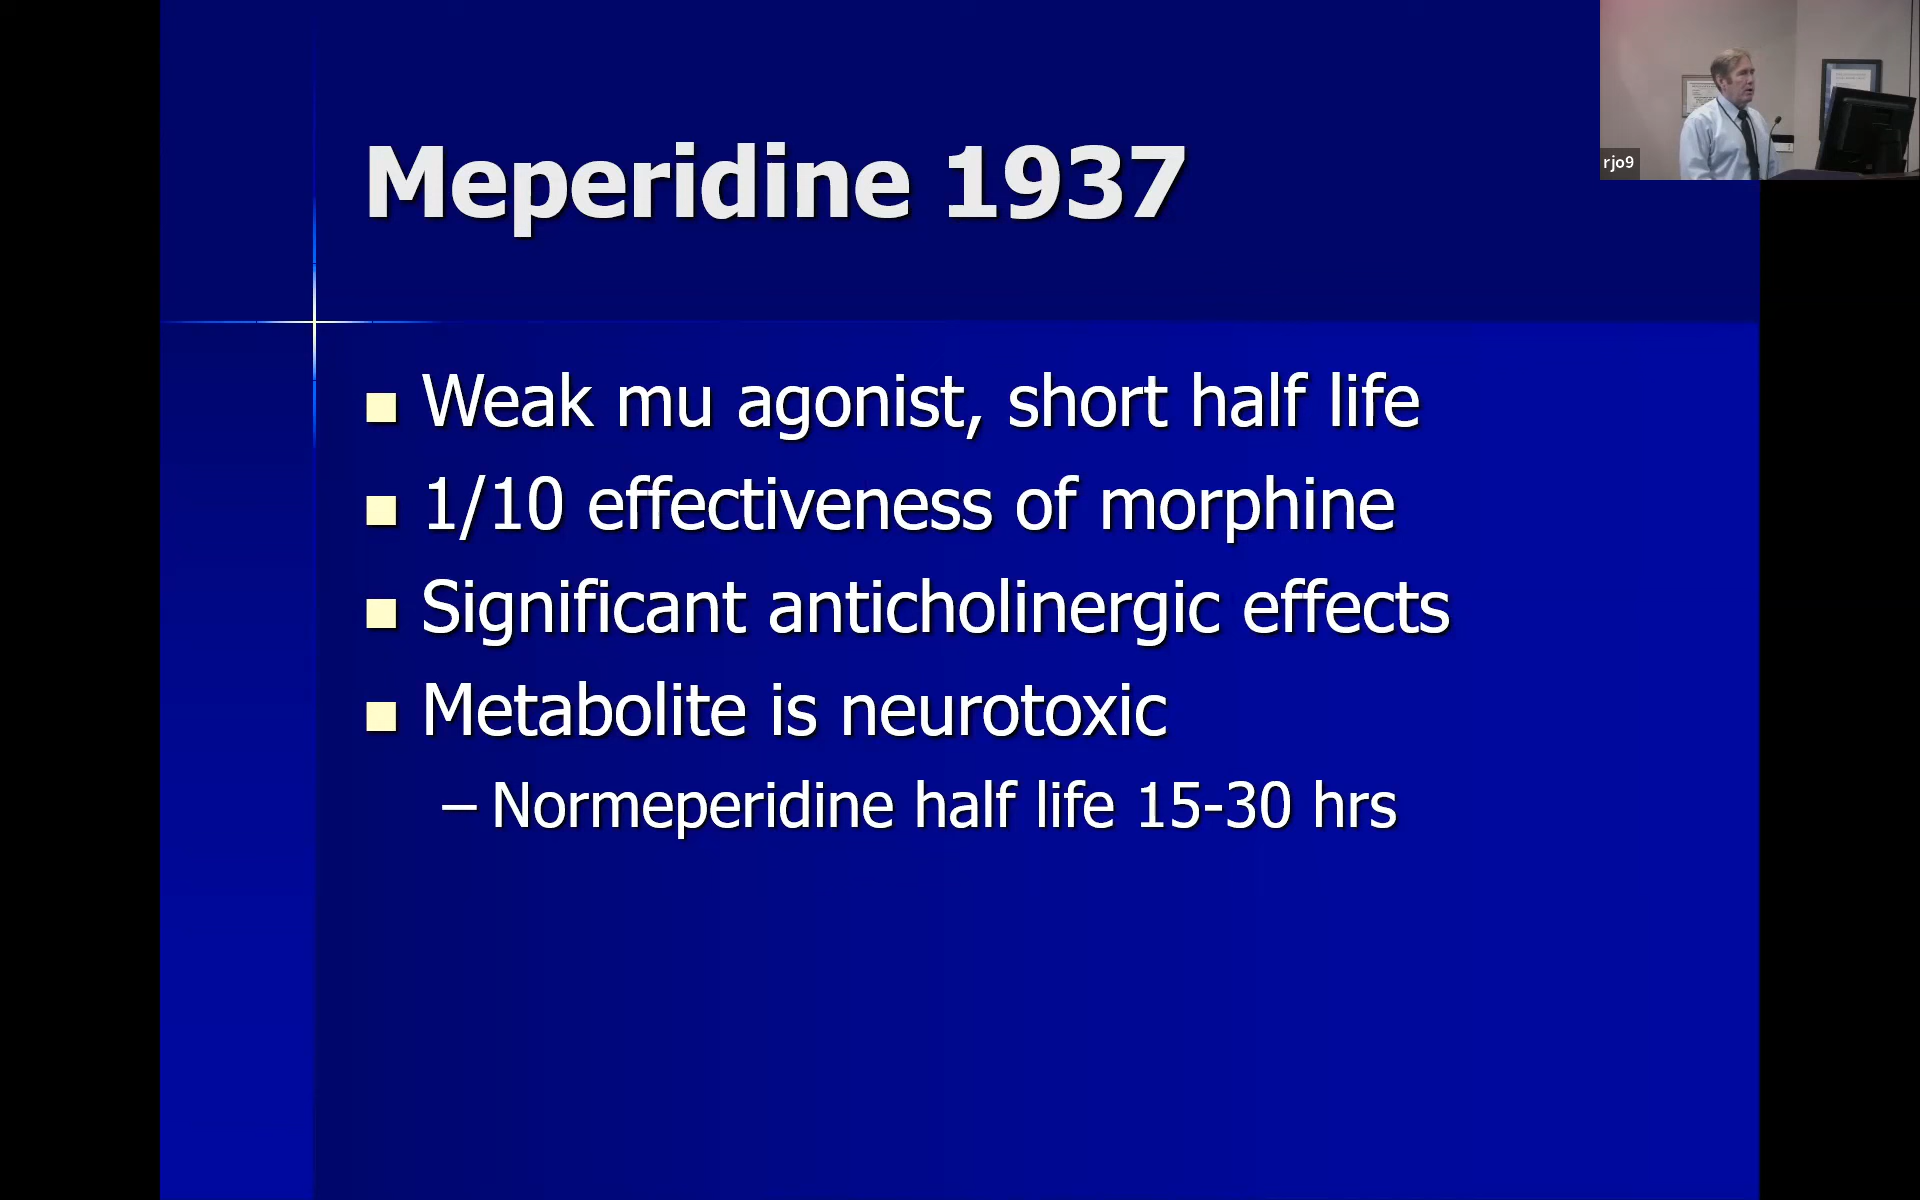 Meperidine 1937
Weak mu agonist, short half life
1/10 effectiveness of morphine
Significant anticholinergic effects
Metabolite is neurotoxic
– Normeperidine half life 15-30 hrs
rjo9